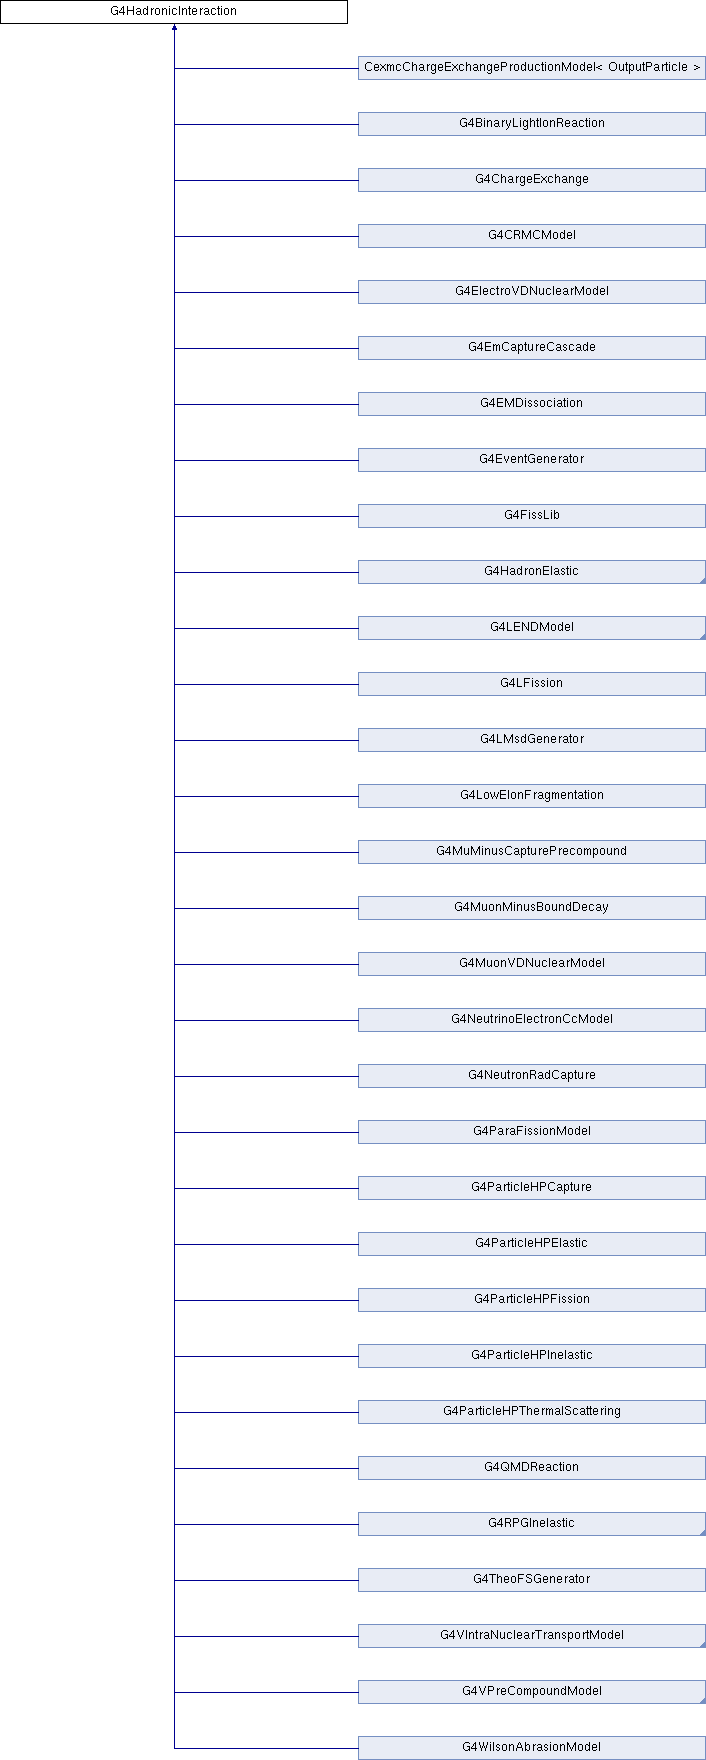 G4HadronicInteraction
CexmcChargeExchangeProductionModel< OutputParticle >
G4BinaryLightIonReaction
G4ChargeExchange
G4CRMCModel
G4ElectroVDNuclearModel
G4EmCaptureCascade
G4EMDissociation
G4EventGenerator
G4FissLib
G4HadronElastic
G4LENDModel
G4LFission
G4LMsdGenerator
G4LowEIonFragmentation
G4MuMinusCapturePrecompound
G4MuonMinusBoundDecay
G4MuonVDNuclearModel
G4NeutrinoElectronCcModel
G4NeutronRadCapture
G4ParaFissionModel
G4ParticleHPCapture
G4ParticleHPElastic
G4ParticleHPFission
G4ParticleHPInelastic
G4ParticleHPThermalScattering
G4QMDReaction
G4RPGInelastic
G4TheoFSGenerator
G4VIntraNuclearTransportModel
G4VPreCompoundModel
G4WilsonAbrasionModel